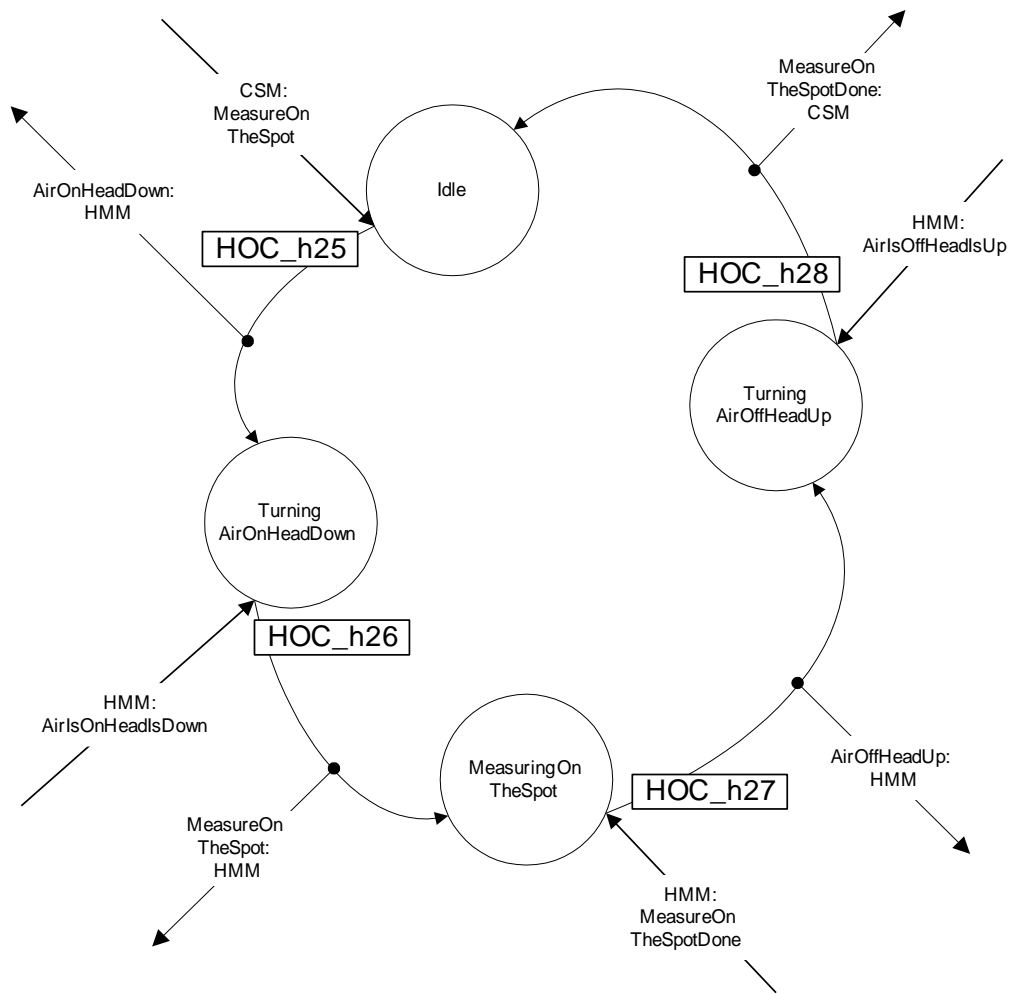 MeasureOn
TheSpotDone:
CSM
CSM:
MeasureOn
TheSpot
AirOnHeadDown:
HMM
Idle
HMM:
AirIsOffHeadIsUp
HOC_h25
HOC_h28
Turning
AirOffHeadUp
Turning
AirOnHeadDown
HOC_h26
HMM:
AirIsOnHeadIsDown
MeasuringOn
TheSpot
HOC_h27
AirOffHeadUp:
HMM
MeasureOn
TheSpot:
HMM
HMM:
MeasureOn
TheSpotDone